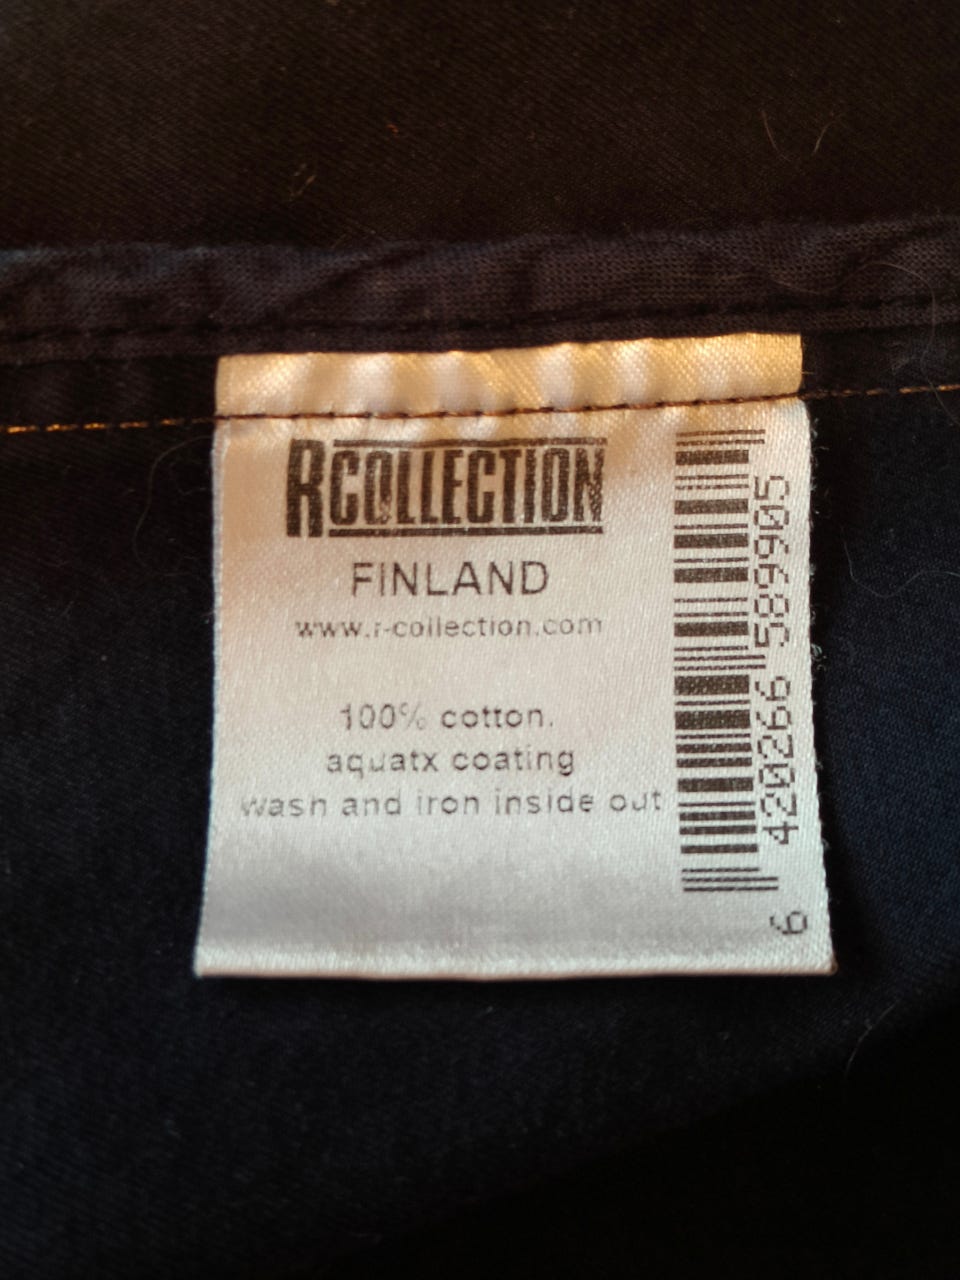 RCOLLECTION
FINLAND
www.r-collection.com
100% cotton.
aquatx coating
wash and iron inside out
6 420266 589905